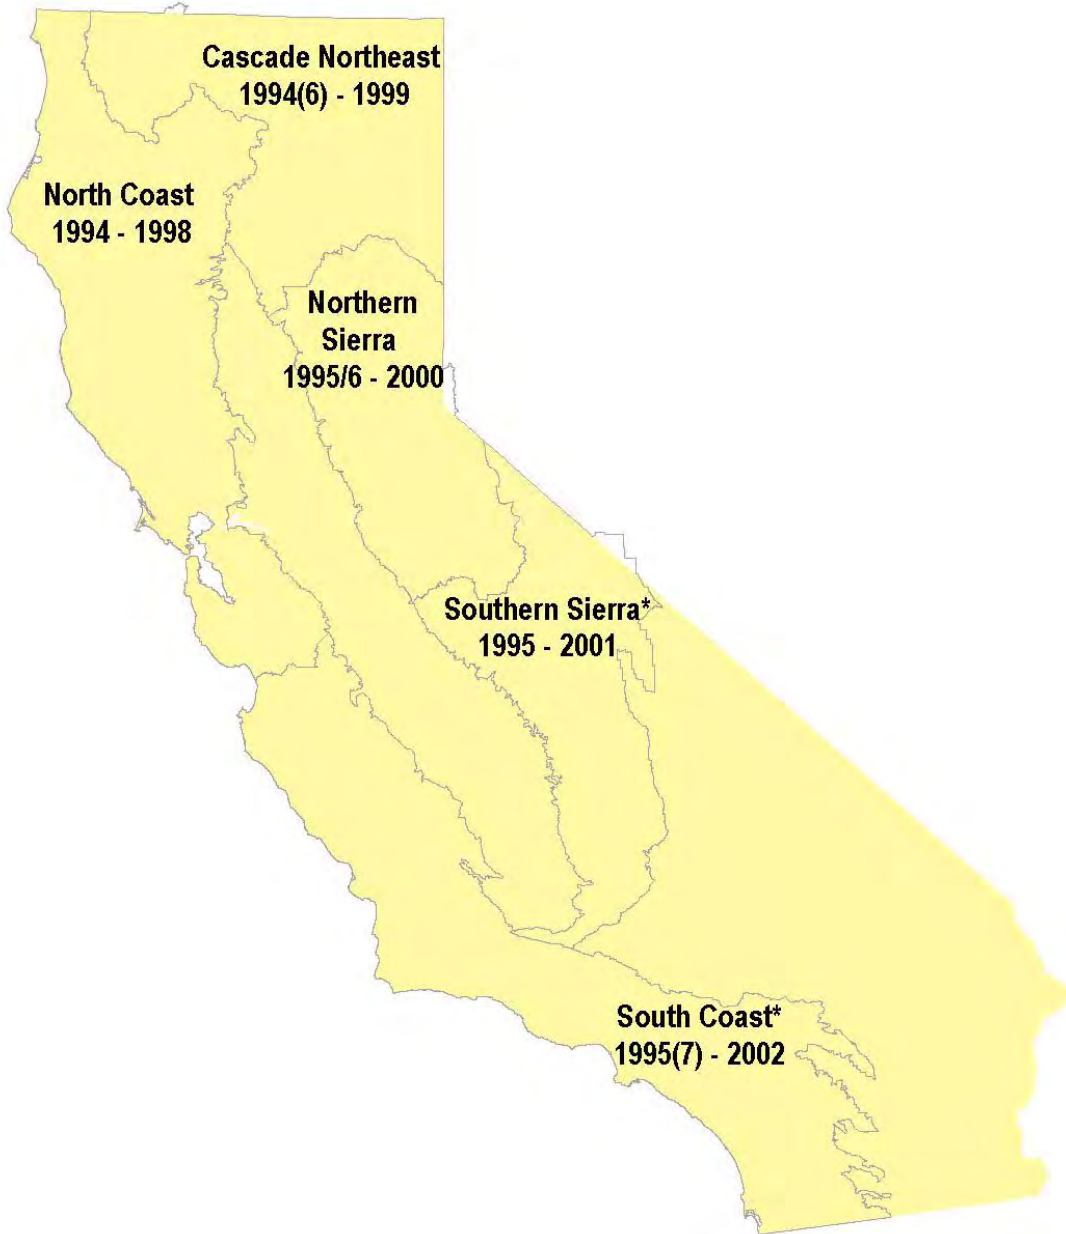 Cascade Northeast
1994(6) - 1999
North Coast
1994 - 1998
Northern
Sierra
1995/6 - 2000
Southern Sierra*
1995 - 2001
South Coast*
1995(7) - 2002